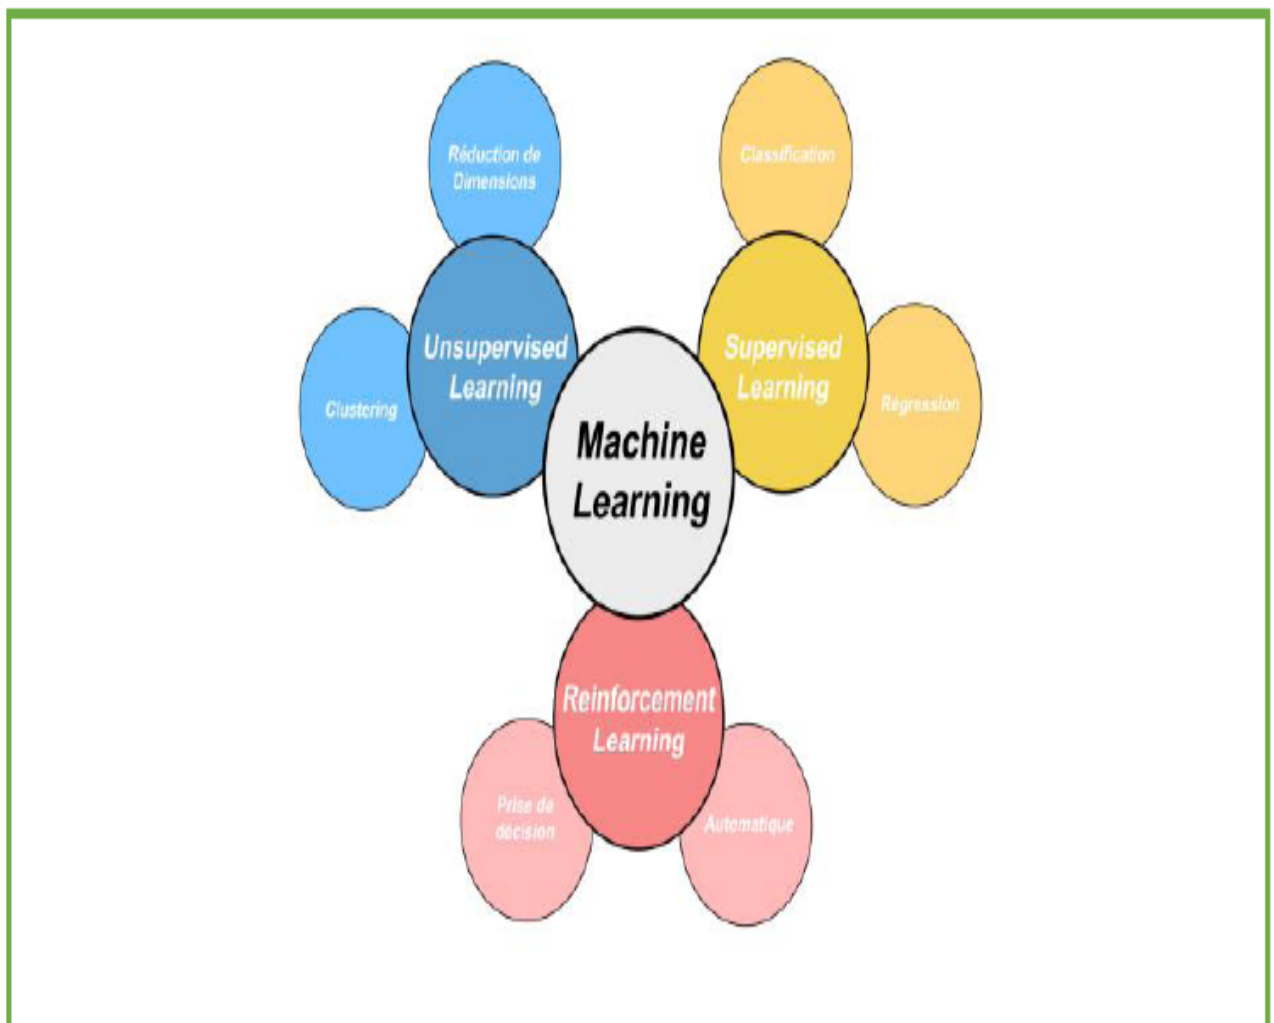 Réduction de
Dimensions
Classification
Unsupervised
Learning
Supervised
Learning
Clustering
Régression
Machine
Learning
Reinforcement
Learning
Prise de
décision
Automatique